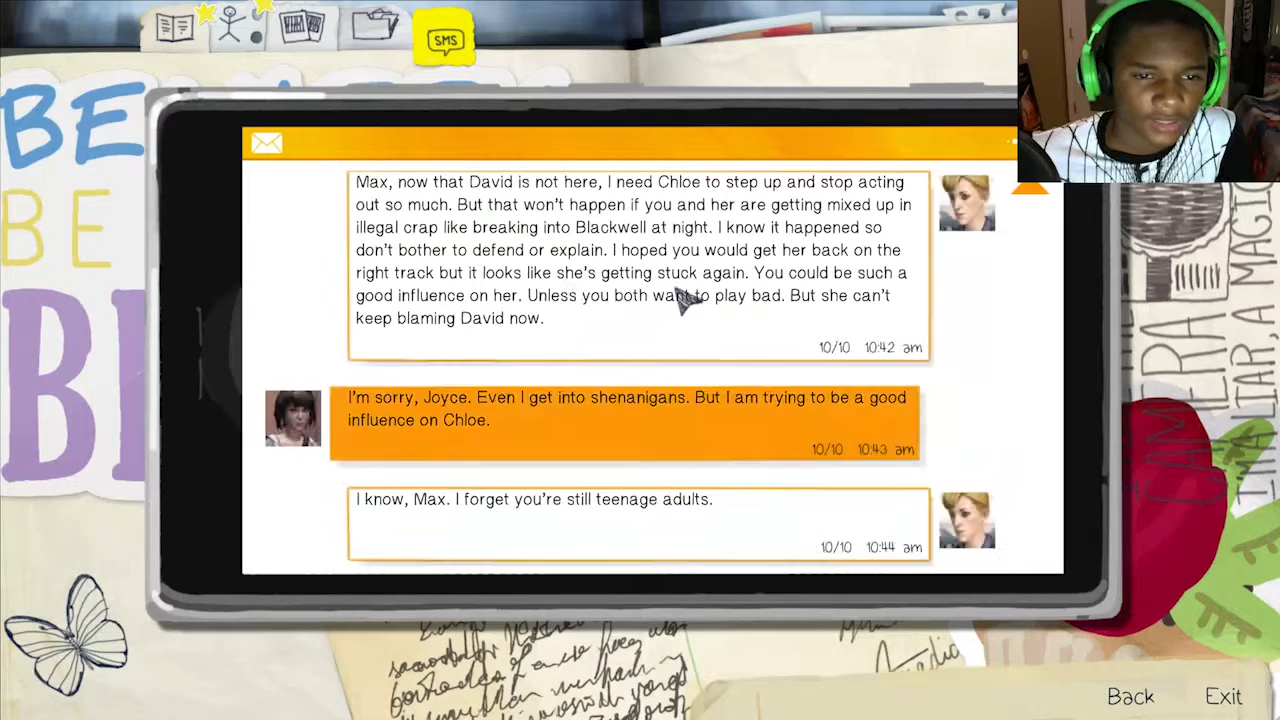 SMS
BE
BE
Max, now that David is not here, I need Chloe to step up and stop acting
out so much. But that won't happen if you and her are getting mixed up in
illegal crap like breaking into Blackwell at night. I know it happened so
don't bother to defend or explain. I hoped you would get her back on the
right track but it looks like she's getting stuck again. You could be such a
good influence on her. Unless you both want to play bad. But she can't
keep blaming David now.
10/10 10:42 am
I'm sorry, Joyce. Even I get into shenanigans. But I am trying to be a good
influence on Chloe.
10/10 10:43 am
I know, Max. I forget you're still teenage adults.
10/10 10:44 am
Back Exit